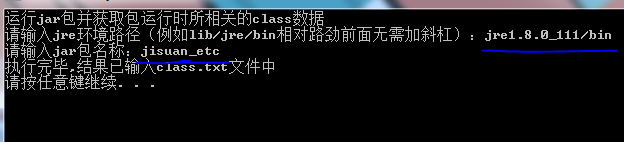 运行jar包并获取包运行时所相关的class数据
请输入jre环境路径（例如lib/jre/bin相对路劲前面无需加斜杠）：jre1.8.0_111/bin
请输入jar包名称：jisuan_etc
执行完毕,结果已输入class.txt文件中
请按任意键继续. . .